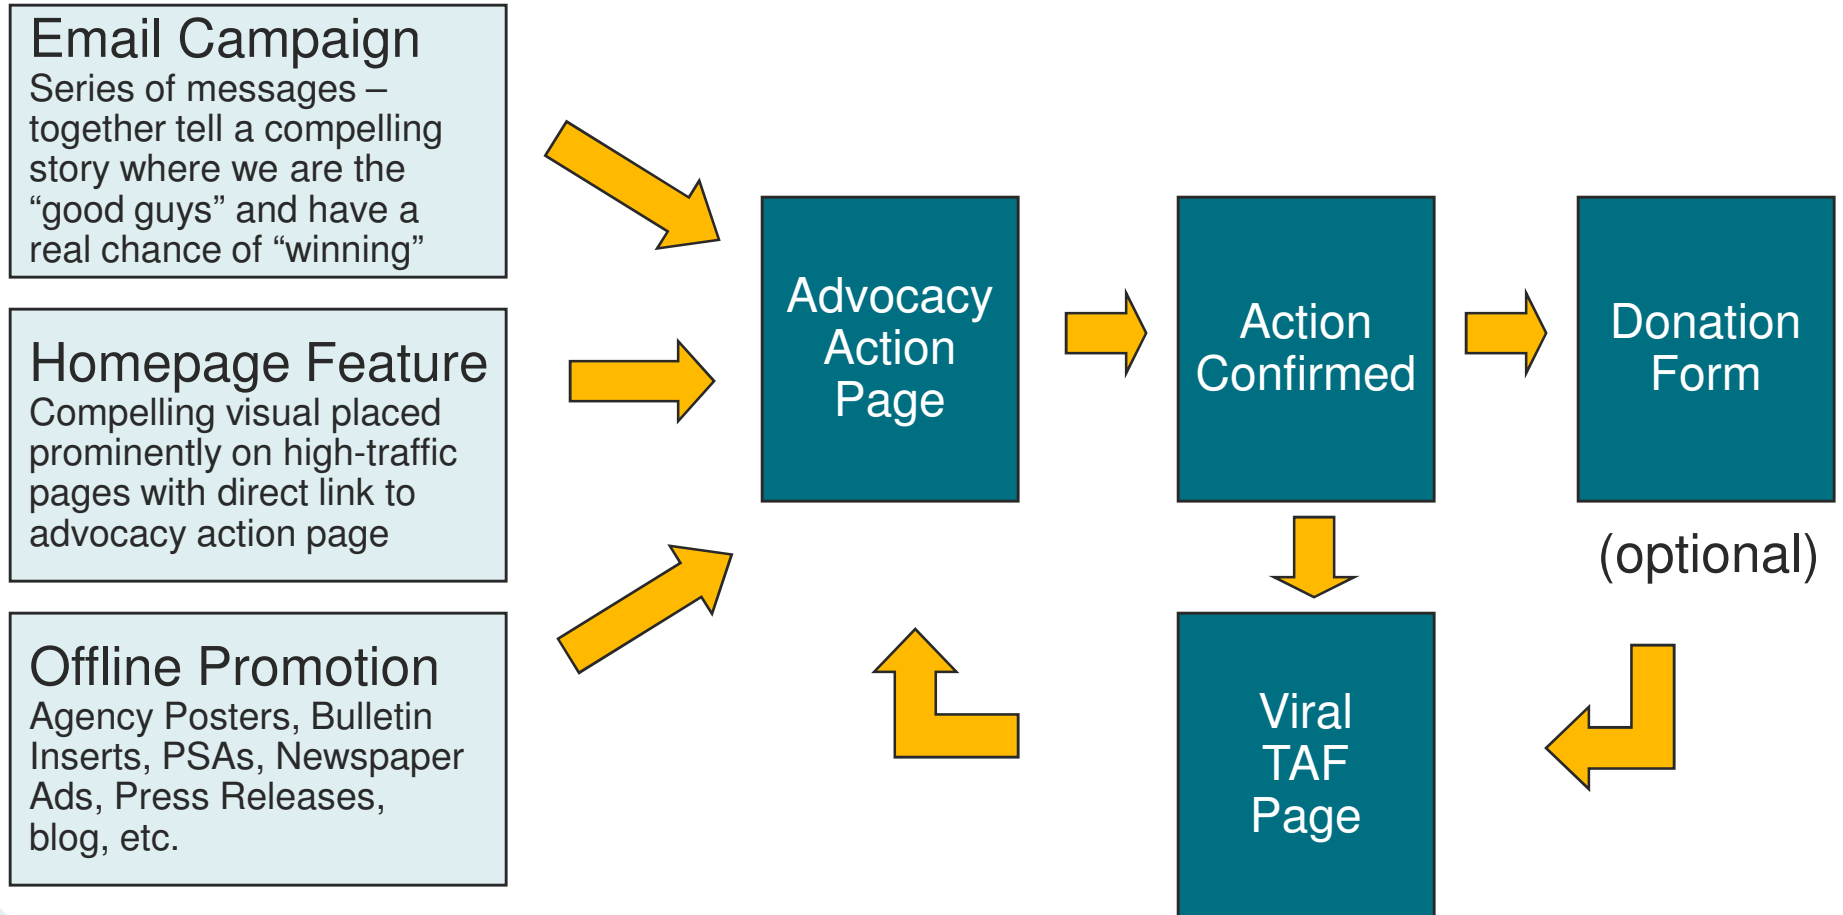 Email Campaign
Series of messages –
together tell a compelling
story where we are the
“good guys” and have a
real chance of “winning”
Homepage Feature
Compelling visual placed
prominently on high-traffic
pages with direct link to
advocacy action page
Offline Promotion
Agency Posters, Bulletin
Inserts, PSAs, Newspaper
Ads, Press Releases,
blog, etc.
Advocacy
Action
Page
Action
Confirmed
Donation
Form
(optional)
Viral
TAF
Page